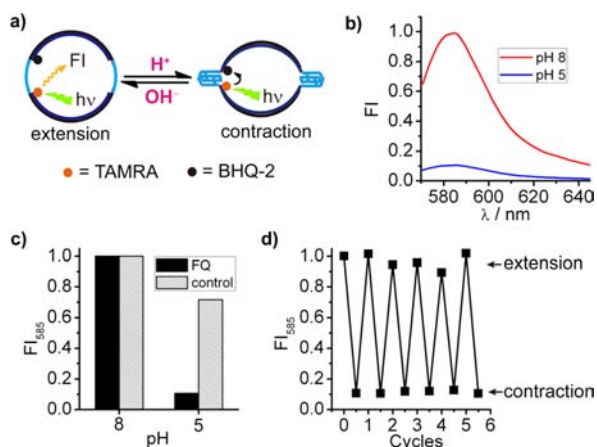 a)
FI
hν
extension
H⁺
OH⁻
hν
contraction
= TAMRA
= BHQ-2
b)
pH 8
pH 5
FI
1.0
0.8
0.6
0.4
0.2
0.0
580 600 620 640
λ / nm
c)
FQ
control
FI₅₈₅
1.0
0.8
0.6
0.4
0.2
0.0
8 5
pH
d)
FI₅₈₅
1.0
0.8
0.6
0.4
0.2
0.0
extension
contraction
0 1 2 3 4 5 6
Cycles